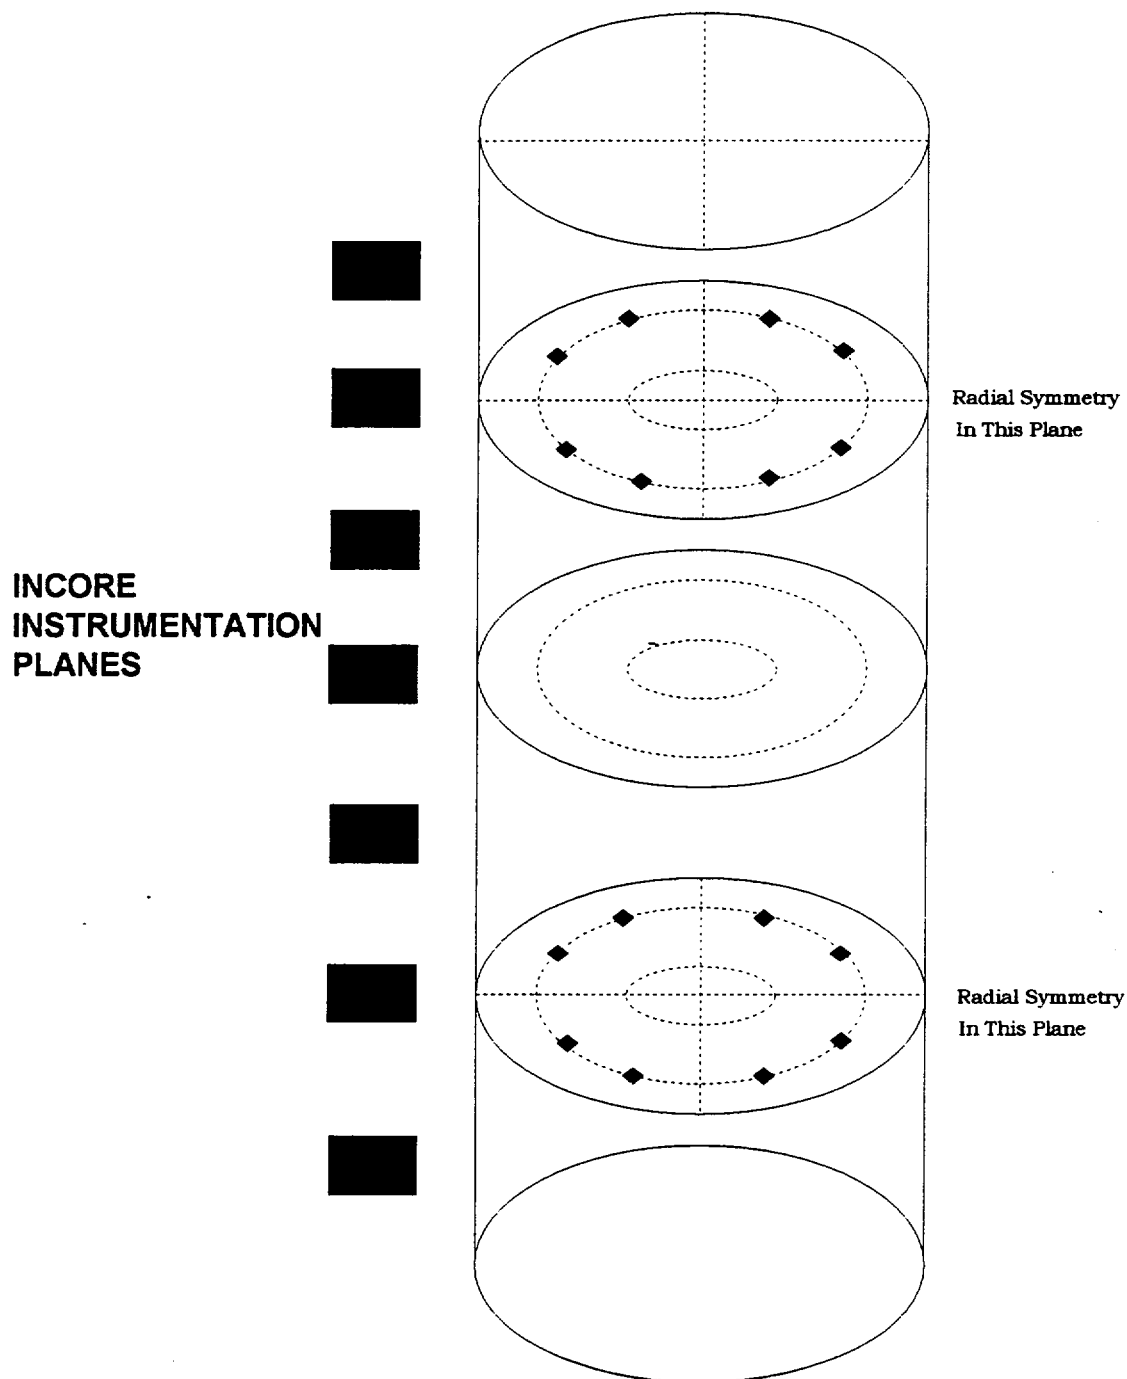 Radial Symmetry
In This Plane
INCORE
INSTRUMENTATION
PLANES
Radial Symmetry
In This Plane